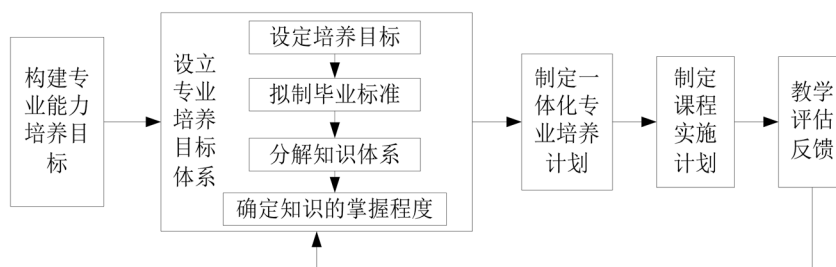 构建专
业能力
培养目
标
设立
专业
培养
目标
体系
设定培养目标
拟制毕业标准
分解知识体系
确定知识的掌握程度
制定一
体化专
业培养
计划
制定
课程
实施
计划
教学
评估
反馈